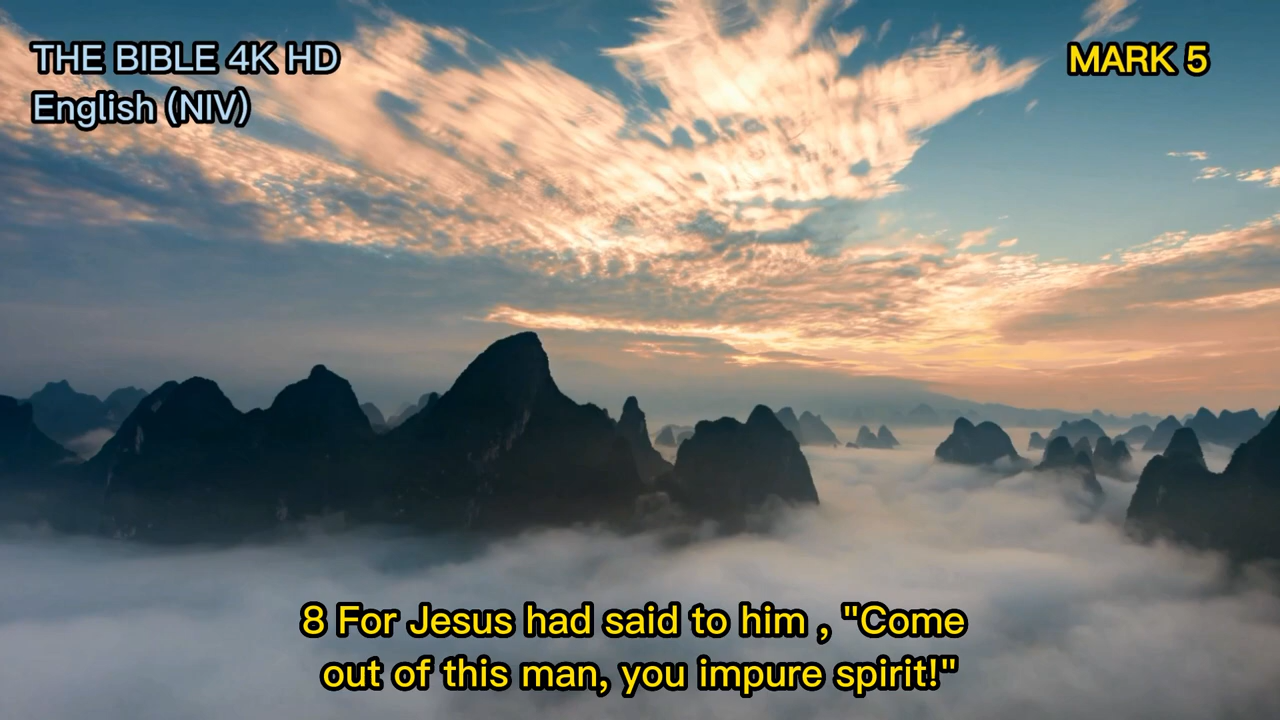 THE BIBLE 4K HD
English (NIV)
MARK 5
8 For Jesus had said to him , "Come
out of this man, you impure spirit!"